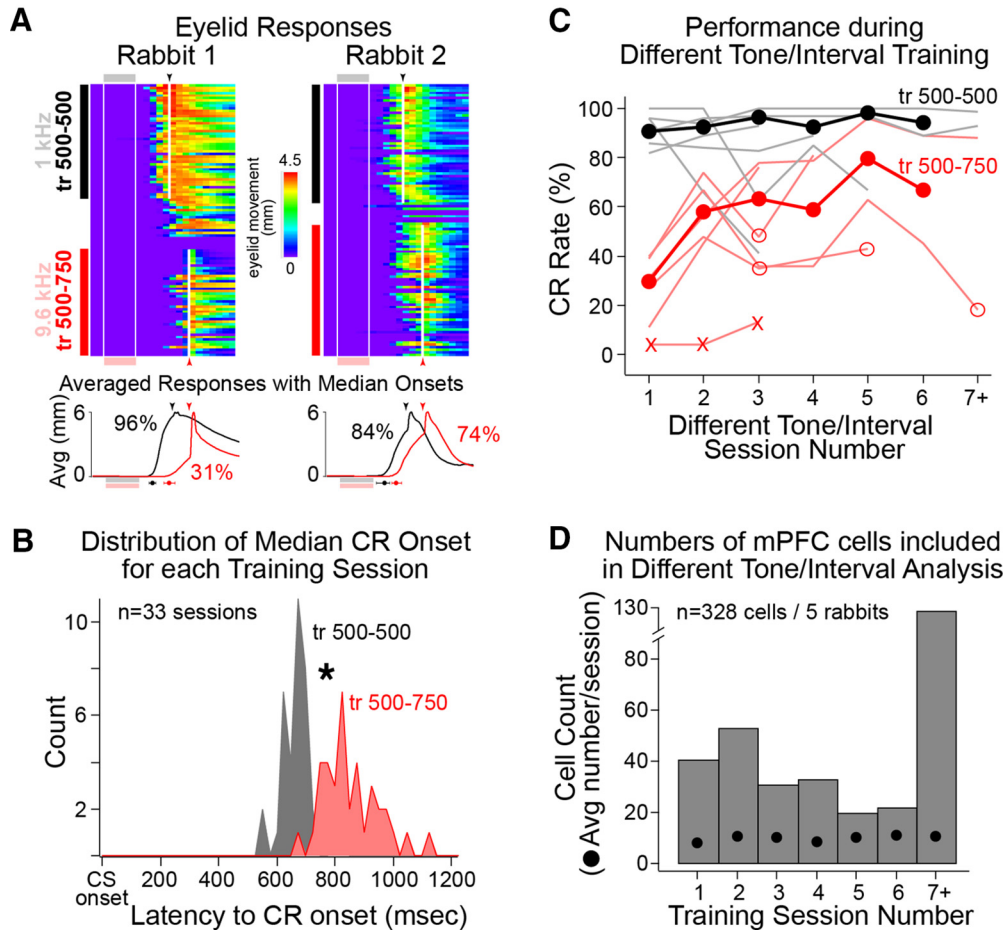 A
Eyelid Responses
Rabbit 1
Rabbit 2
1 kHz
tr 500-500
9.6 kHz
tr 500-750
4.5
eyelid movement
(mm)
0
Averaged Responses with Median Onsets
Avg (mm)
6
0
96%
31%
6
0
84%
74%
B
Distribution of Median CR Onset
for each Training Session
n=33 sessions
tr 500-500
*
tr 500-750
Count
10
6
2
CS
onset
200
400
600
800
1000
1200
Latency to CR onset (msec)
C
Performance during
Different Tone/Interval Training
tr 500-500
tr 500-750
CR Rate (%)
100
80
60
40
20
0
X
X
X
1
2
3
4
5
6
7+
Different Tone/Interval
Session Number
D
Numbers of mPFC cells included
in Different Tone/Interval Analysis
n=328 cells / 5 rabbits
Cell Count
(● Avg number/session)
130
80
60
40
20
0
1
2
3
4
5
6
7+
Training Session Number